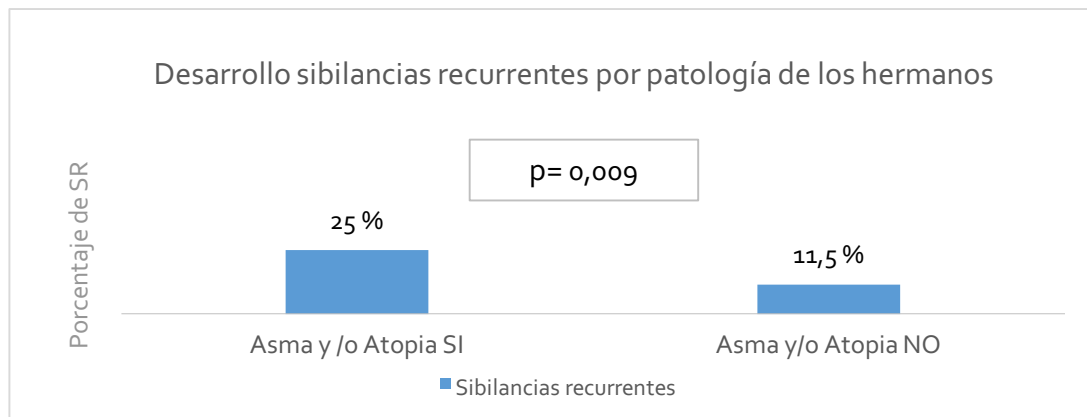 Desarrollo sibilancias recurrentes por patología de los hermanos
Porcentaje de SR
p= 0,009
25 %
11,5 %
Asma y /o Atopia SI
Asma y/o Atopia NO
Sibilancias recurrentes